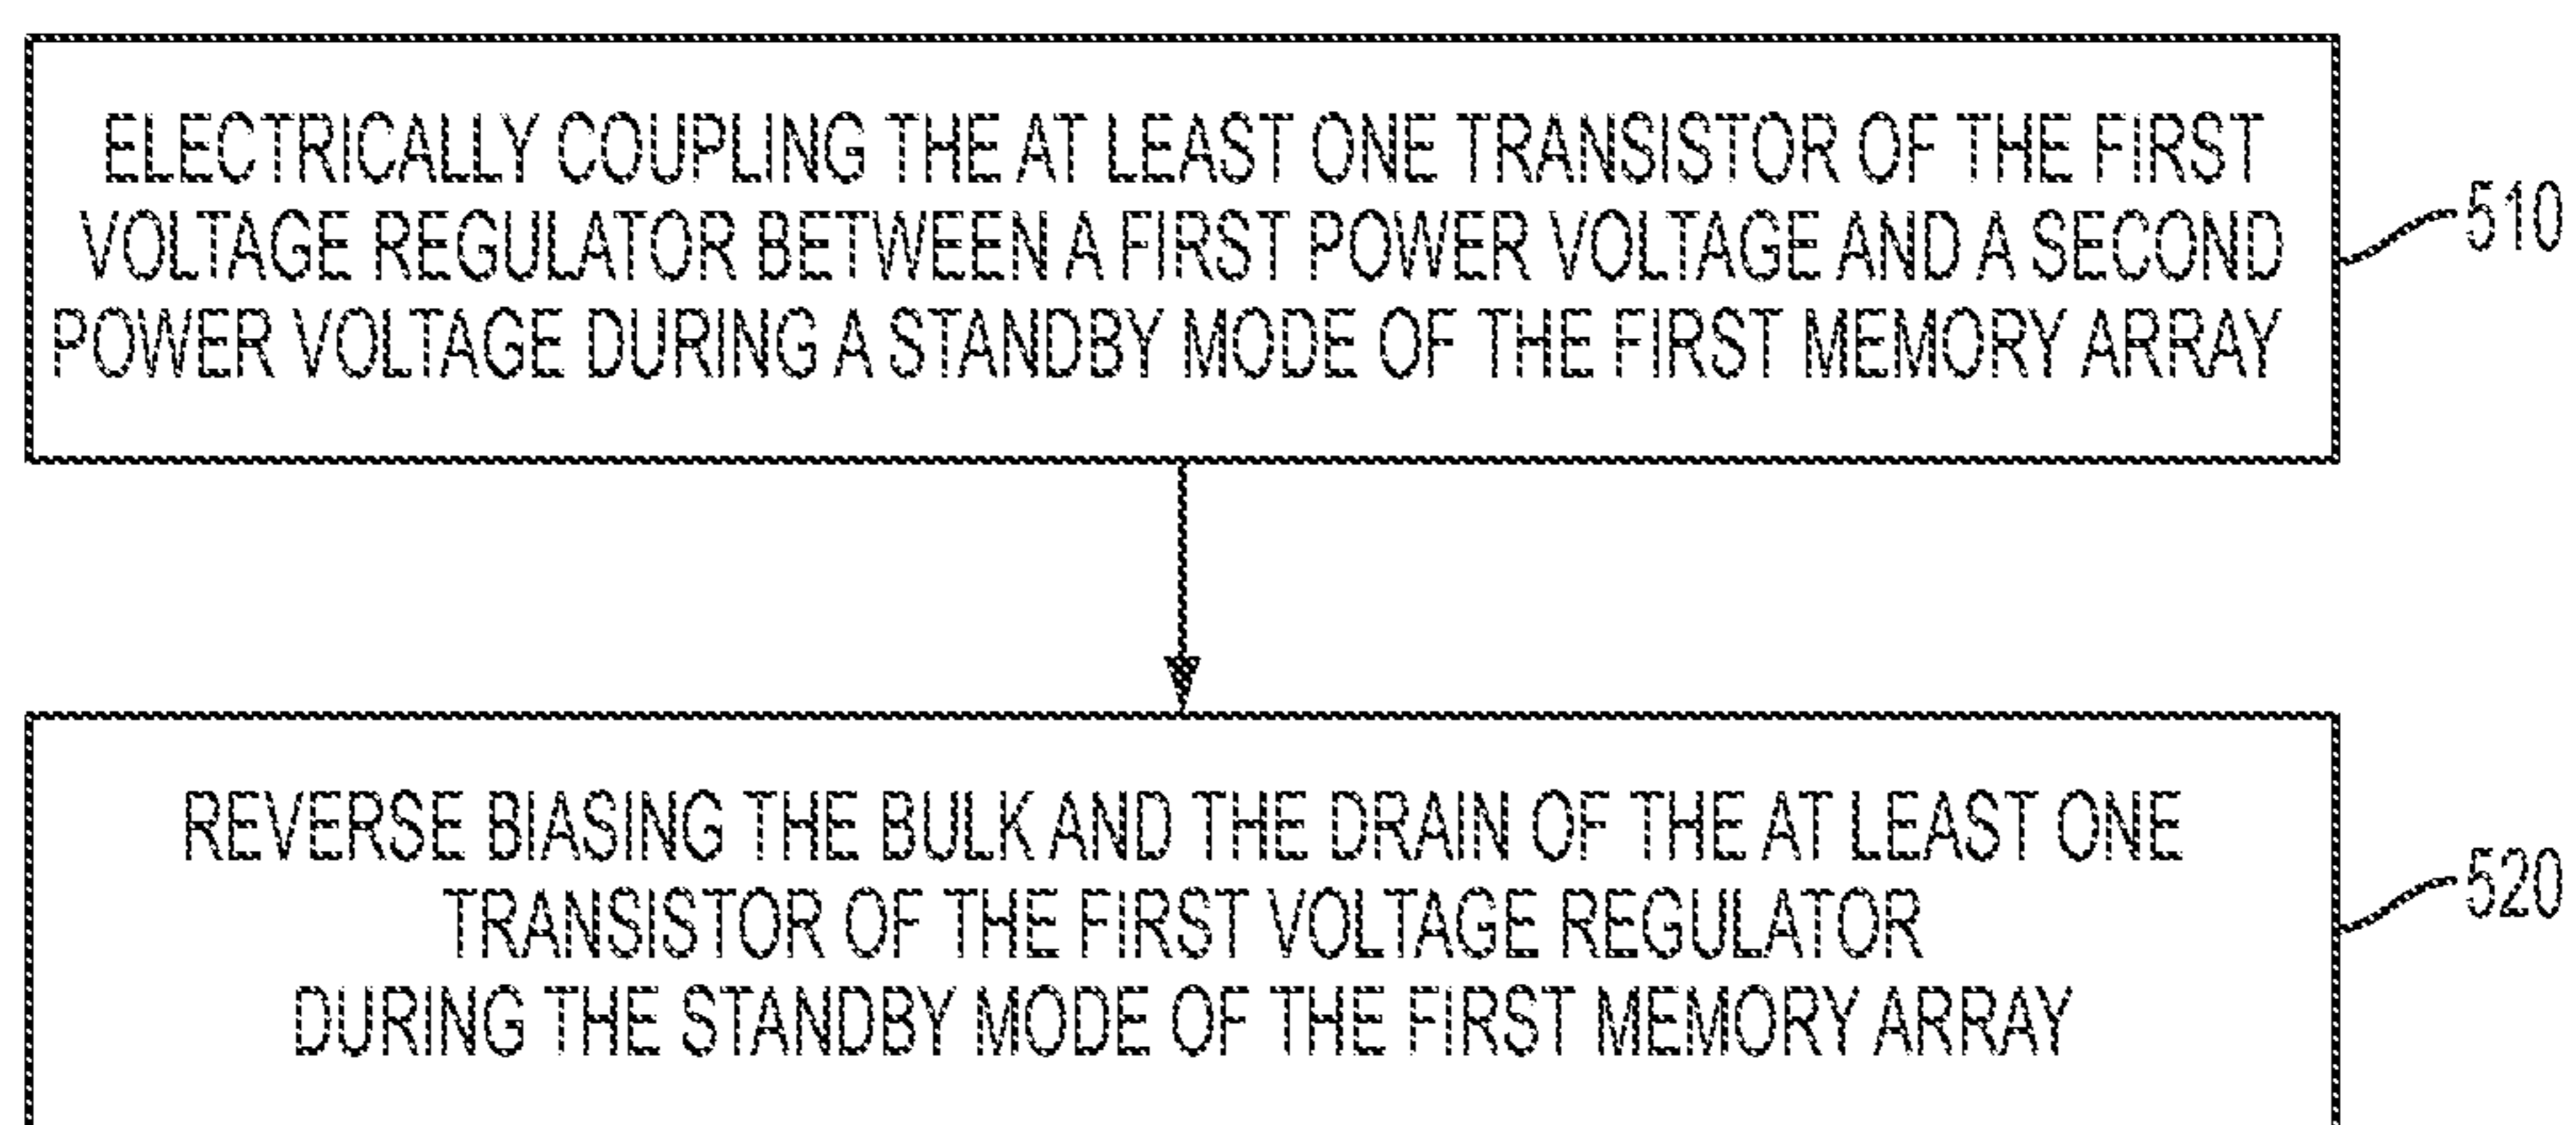 ELECTRICALLY COUPLING THE AT LEAST ONE TRANSISTOR OF THE FIRST
VOLTAGE REGULATOR BETWEEN A FIRST POWER VOLTAGE AND A SECOND
POWER VOLTAGE DURING A STANDBY MODE OF THE FIRST MEMORY ARRAY
510
REVERSE BIASING THE BULK AND THE DRAIN OF THE AT LEAST ONE
TRANSISTOR OF THE FIRST VOLTAGE REGULATOR
DURING THE STANDBY MODE OF THE FIRST MEMORY ARRAY
520